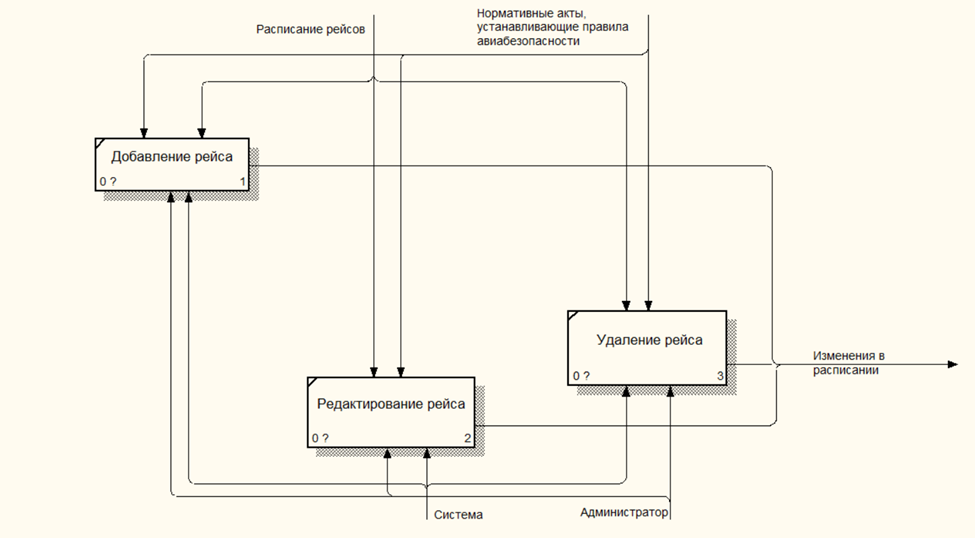 Расписание рейсов
Нормативные акты,
устанавливающие правила
авиабезопасности
Добавление рейса
0 ?
1
Удаление рейса
0 ?
3
Изменения в
расписании
Редактирование рейса
0 ?
2
Система
Администратор